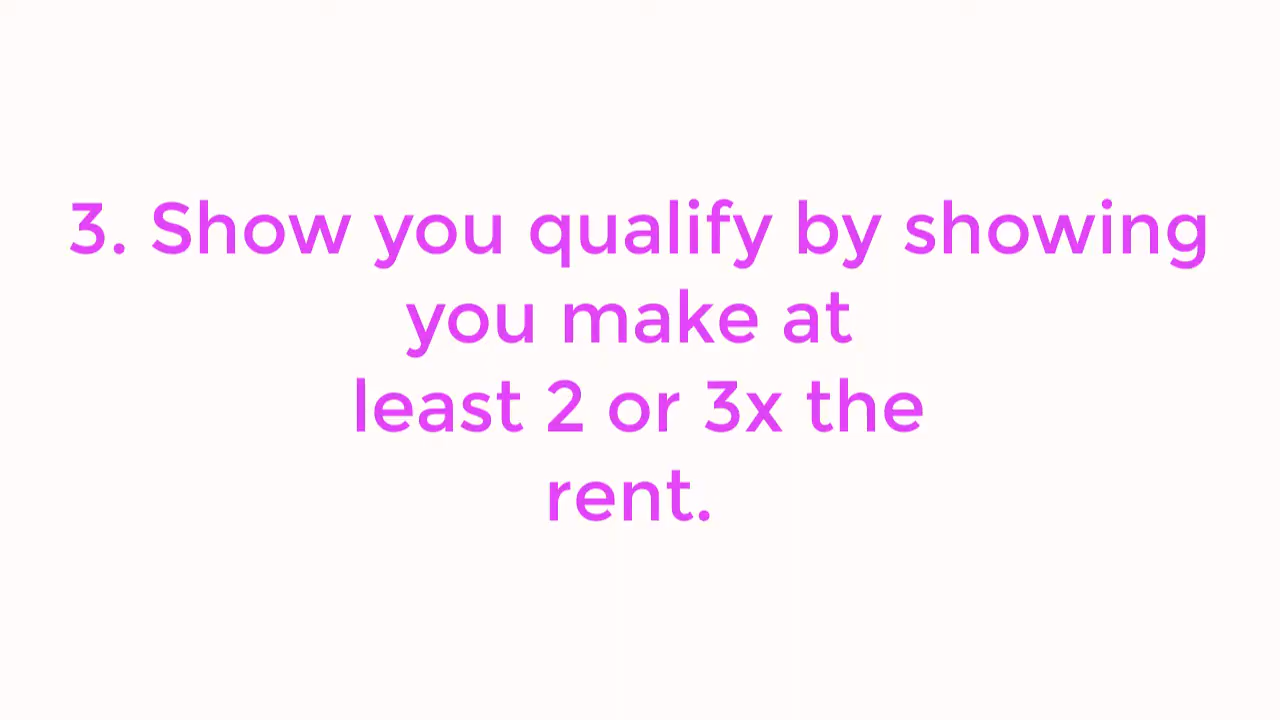 3. Show you qualify by showing
you make at
least 2 or 3x the
rent.